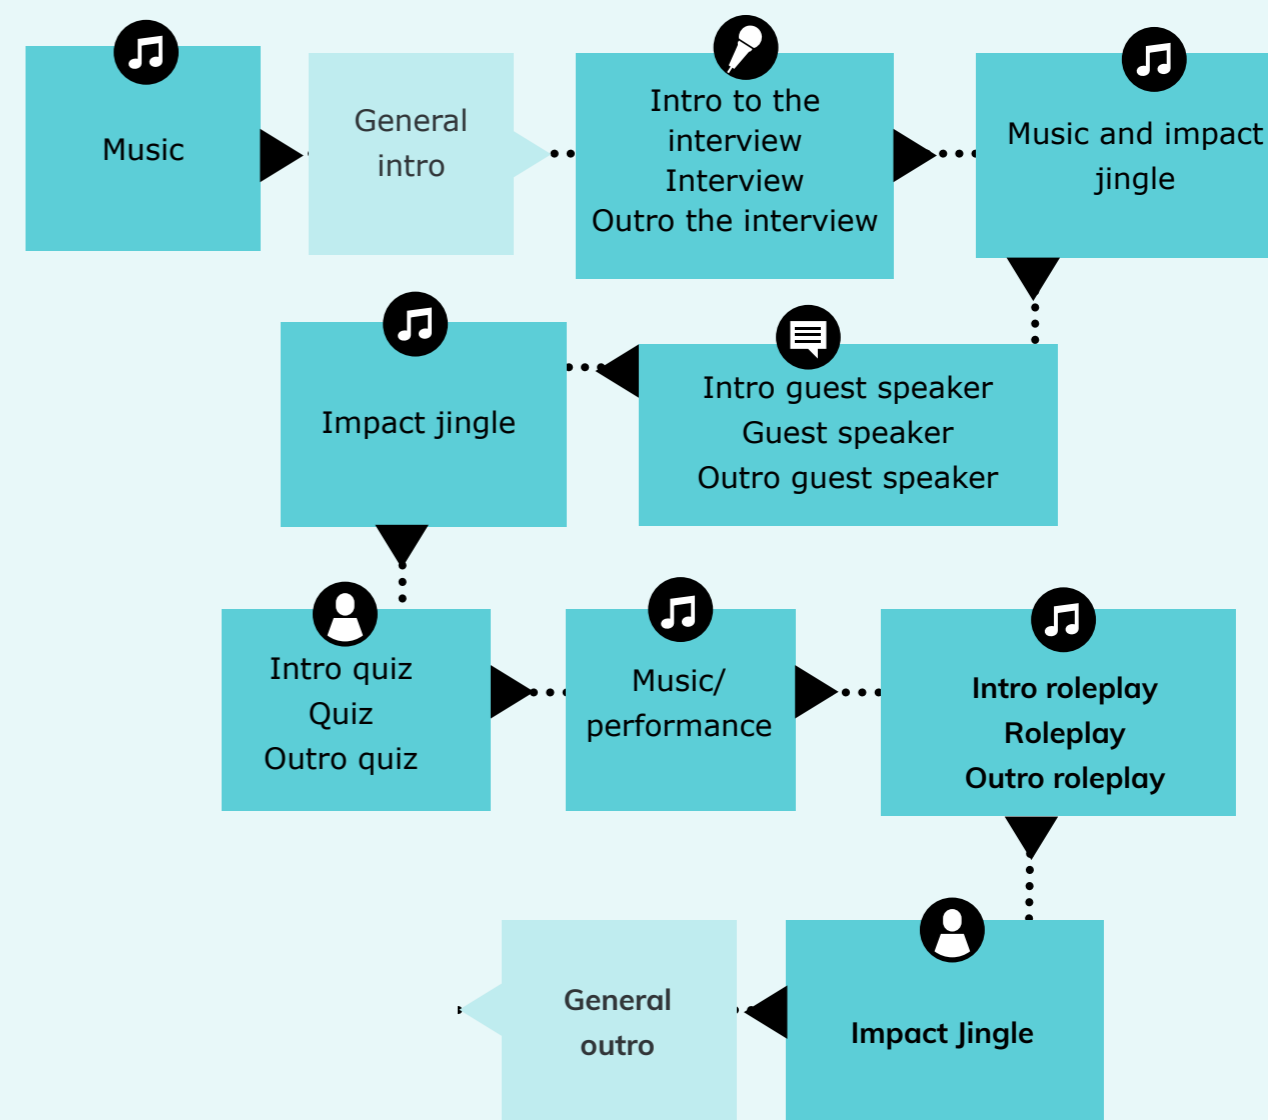 Music
General
intro
Intro to the
interview
Interview
Outro the interview
Music and impact
jingle
Intro guest speaker
Guest speaker
Outro guest speaker
Impact jingle
Intro quiz
Quiz
Outro quiz
Music/
performance
Intro roleplay
Roleplay
Outro roleplay
Impact Jingle
General
outro